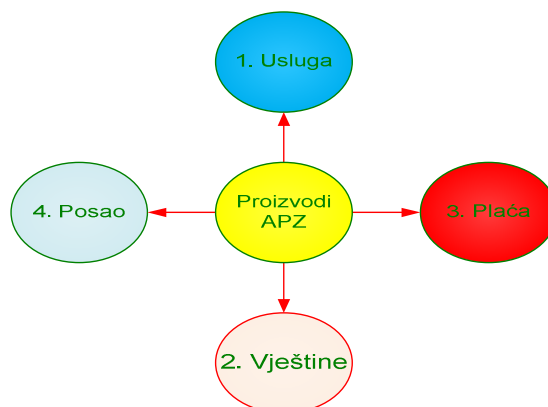 1. Usluga
4. Posao
Proizvodi
APZ
3. Plaća
2. Vještine